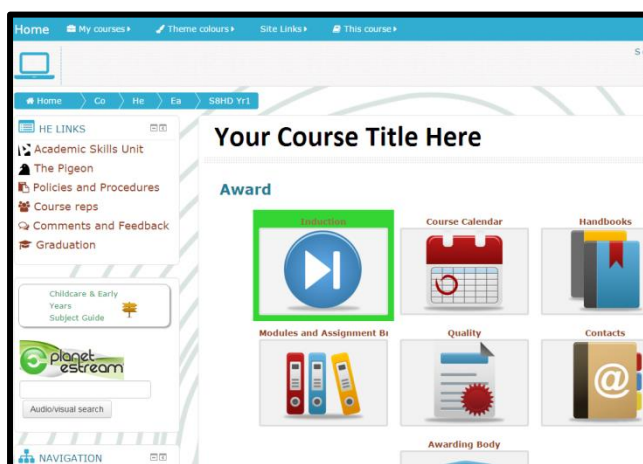 Home My courses Theme colours Site Links This course
S
Home Co He Ea S8HD Yr1
HE LINKS
Academic Skills Unit
The Pigeon
Policies and Procedures
Course reps
Comments and Feedback
Graduation
Childcare & Early
Years
Subject Guide
planet
estream
Audio/visual search
NAVIGATION
Your Course Title Here
Award
Induction Course Calendar Handbooks
Modules and Assignment Br Quality Contacts
@
Awarding Body